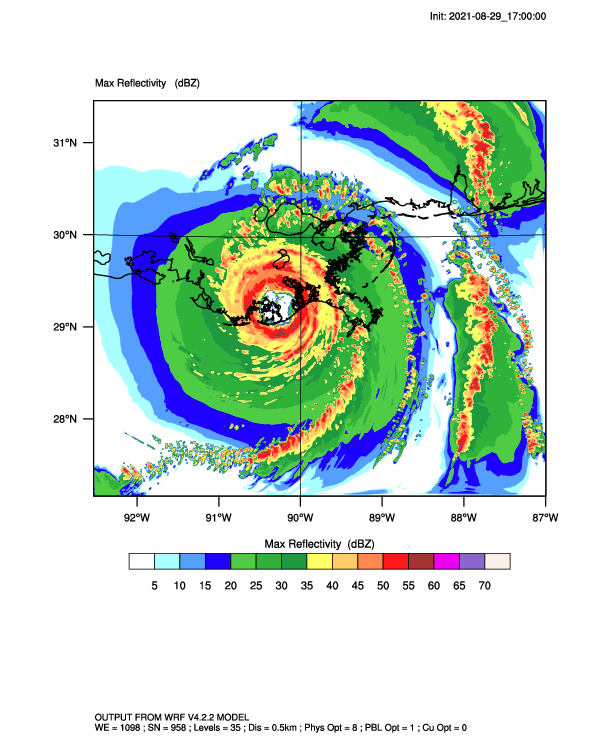 Init: 2021-08-29_17:00:00
Max Reflectivity (dBZ)
31°N
30°N
29°N
28°N
92°W 91°W 90°W 89°W 88°W 87°W
Max Reflectivity (dBZ)
5 10 15 20 25 30 35 40 45 50 55 60 65 70
OUTPUT FROM WRF V4.2.2 MODEL
WE = 1098 ; SN = 958 ; Levels = 35 ; Dis = 0.5km ; Phys Opt = 8 ; PBL Opt = 1 ; Cu Opt = 0